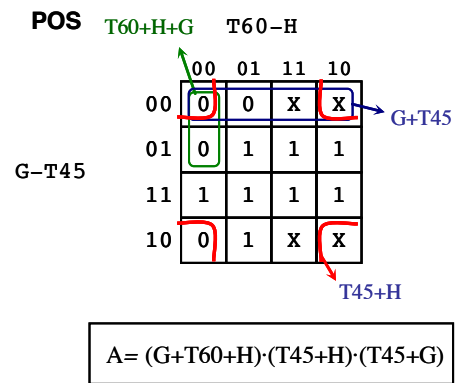 POS
T60+H+G
T60-H
00 01 11 10
00 0 0 X X
G+T45
01 0 1 1 1
G-T45
11 1 1 1 1
10 0 1 X X
T45+H
A= (G+T60+H)·(T45+H)·(T45+G)